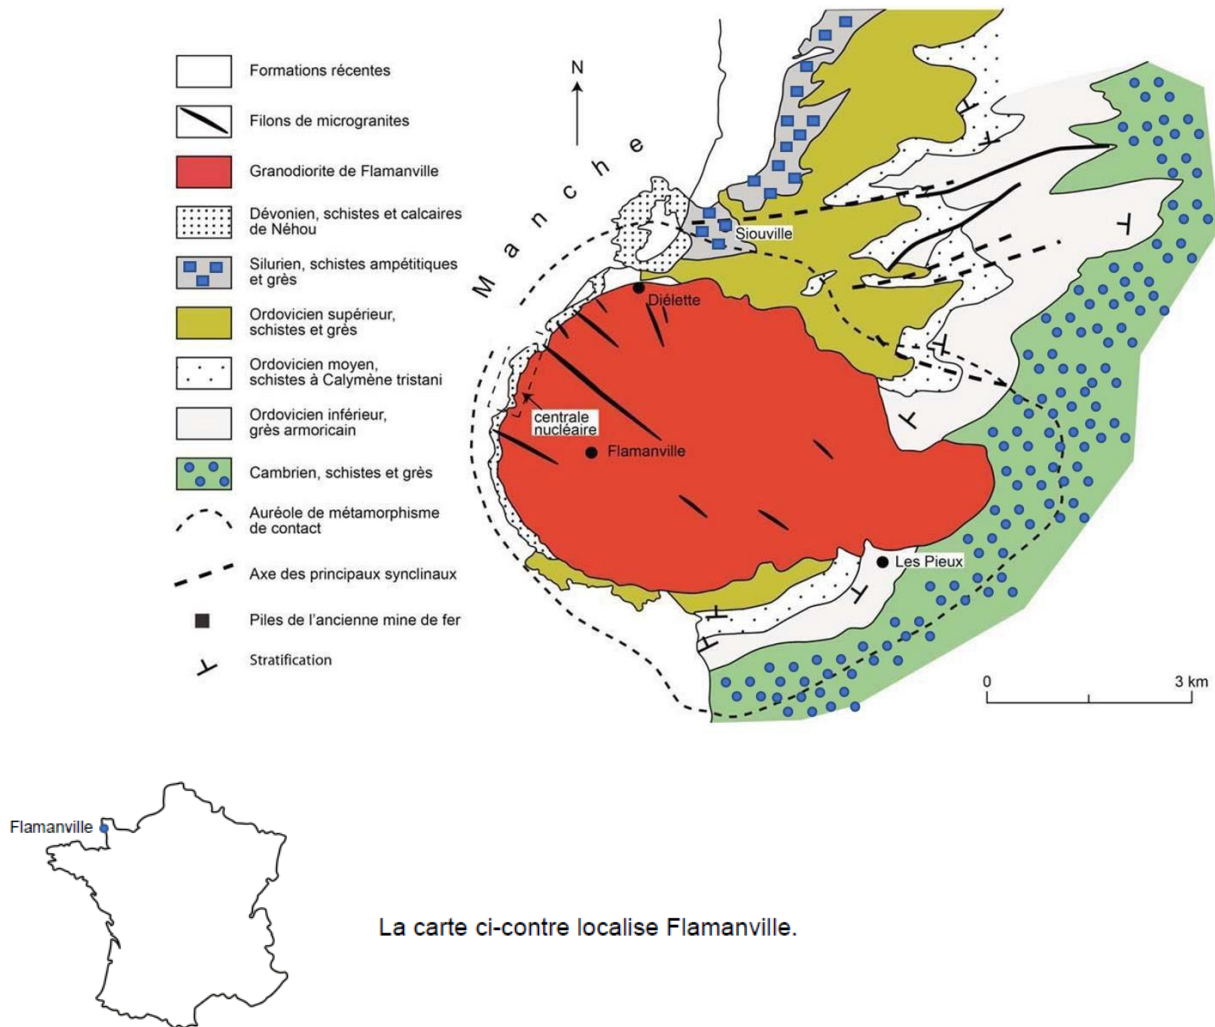 Formations récentes
Filons de microgranites
Granodiorite de Flamanville
Dévonien, schistes et calcaires
de Néhou
Silurien, schistes ampétitiques
et grès
Ordovicien supérieur,
schistes et grès
Ordovicien moyen,
schistes à Calymène tristani
Ordovicien inférieur,
grès armoricain
Cambrien, schistes et grès
Auréole de métamorphisme
de contact
Axe des principaux synclinaux
Piles de l'ancienne mine de fer
Stratification
N
Manche
Siouville
Diélette
centrale
nucléaire
Flamanville
Les Pieux
0 3 km
Flamanville
La carte ci-contre localise Flamanville.